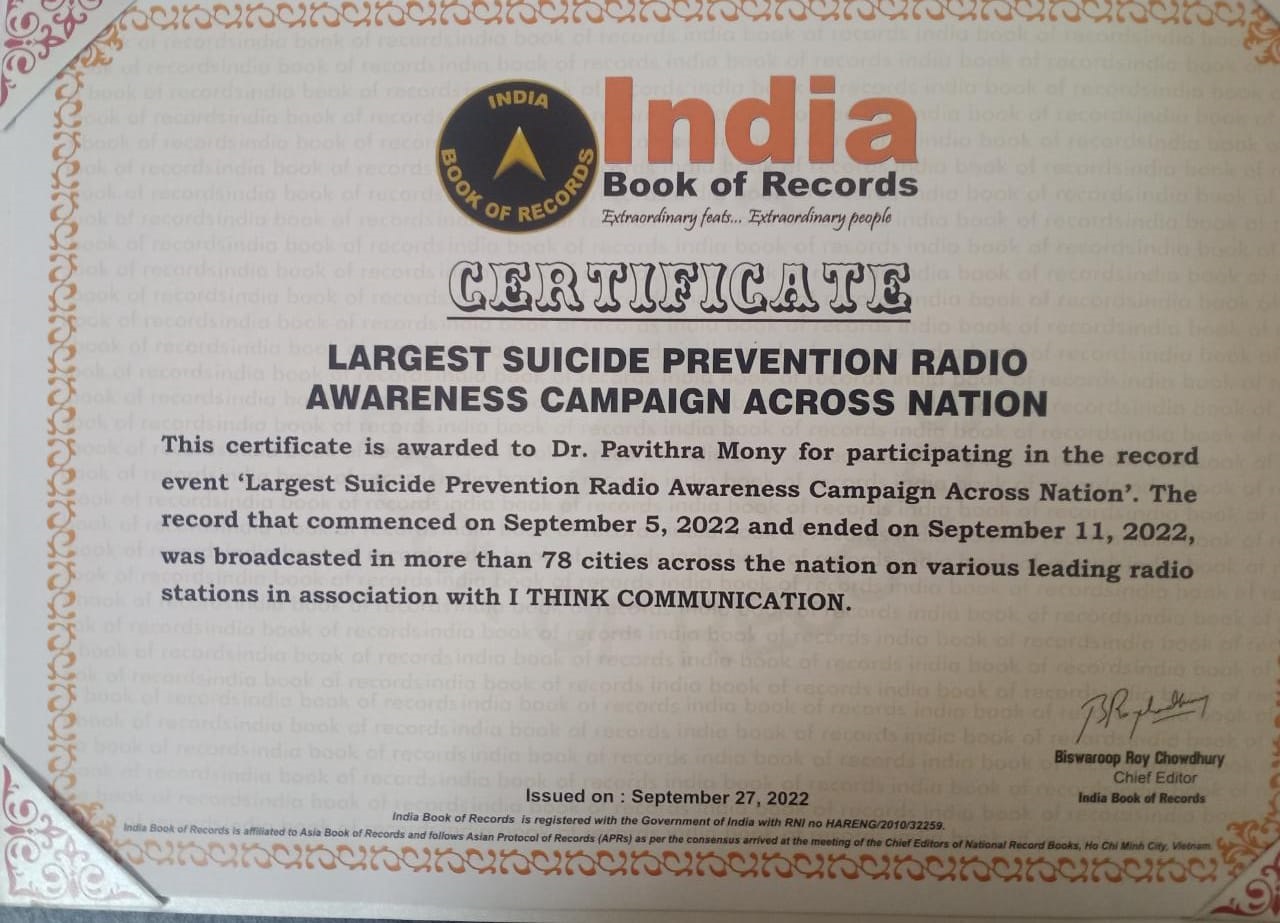 INDIA
BOOK OF RECORDS
India
Book of Records
Extraordinary feats... Extraordinary people
CERTIFICATE
LARGEST SUICIDE PREVENTION RADIO
AWARENESS CAMPAIGN ACROSS NATION
This certificate is awarded to Dr. Pavithra Mony for participating in the record
event ‘Largest Suicide Prevention Radio Awareness Campaign Across Nation’. The
record that commenced on September 5, 2022 and ended on September 11, 2022,
was broadcasted in more than 78 cities across the nation on various leading radio
stations in association with I THINK COMMUNICATION.
Biswaroop Roy Chowdhury
Chief Editor
India Book of Records
Issued on : September 27, 2022
India Book of Records is registered with the Government of India with RNI no HARENG/2010/32259.
India Book of Records is affiliated to Asia Book of Records and follows Asian Protocol of Records (APRs) as per the consensus arrived at the meeting of the Chief Editors of National Record Books, Ho Chi Minh City, Vietnam.